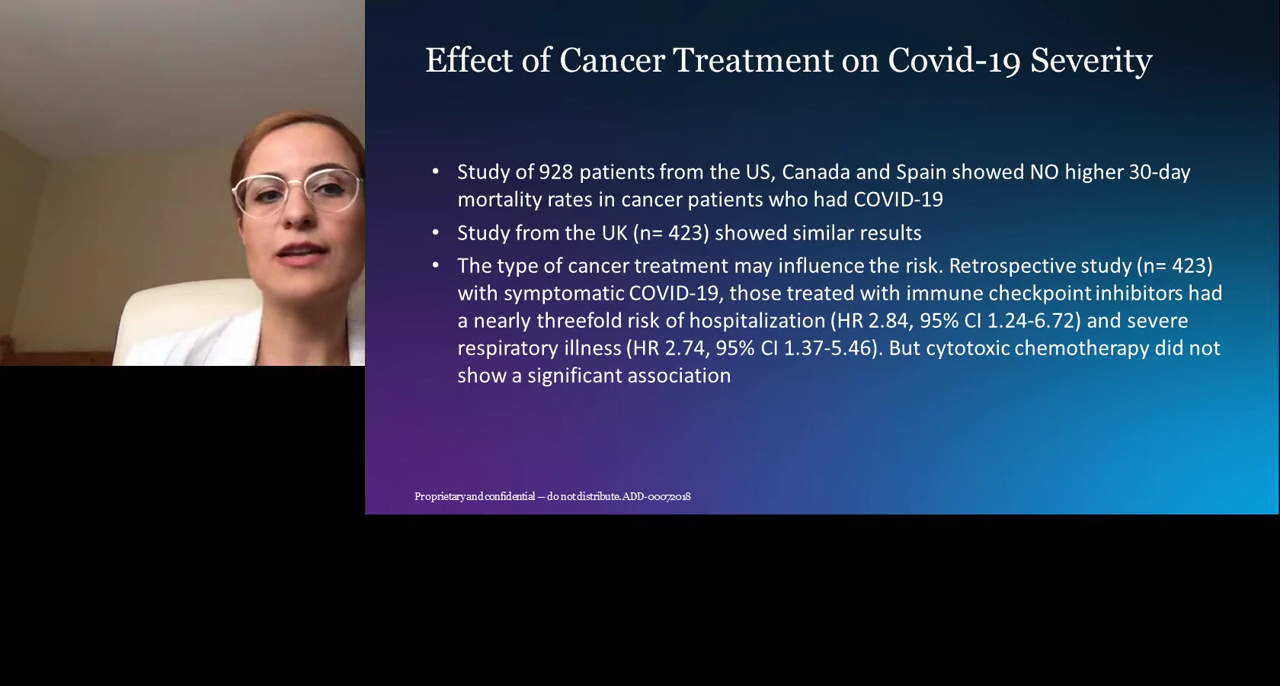 Effect of Cancer Treatment on Covid-19 Severity
• Study of 928 patients from the US, Canada and Spain showed NO higher 30-day
mortality rates in cancer patients who had COVID-19
• Study from the UK (n= 423) showed similar results
• The type of cancer treatment may influence the risk. Retrospective study (n= 423)
with symptomatic COVID-19, those treated with immune checkpoint inhibitors had
a nearly threefold risk of hospitalization (HR 2.84, 95% CI 1.24-6.72) and severe
respiratory illness (HR 2.74, 95% CI 1.37-5.46). But cytotoxic chemotherapy did not
show a significant association
Proprietary and confidential — do not distribute. ADD-00072018